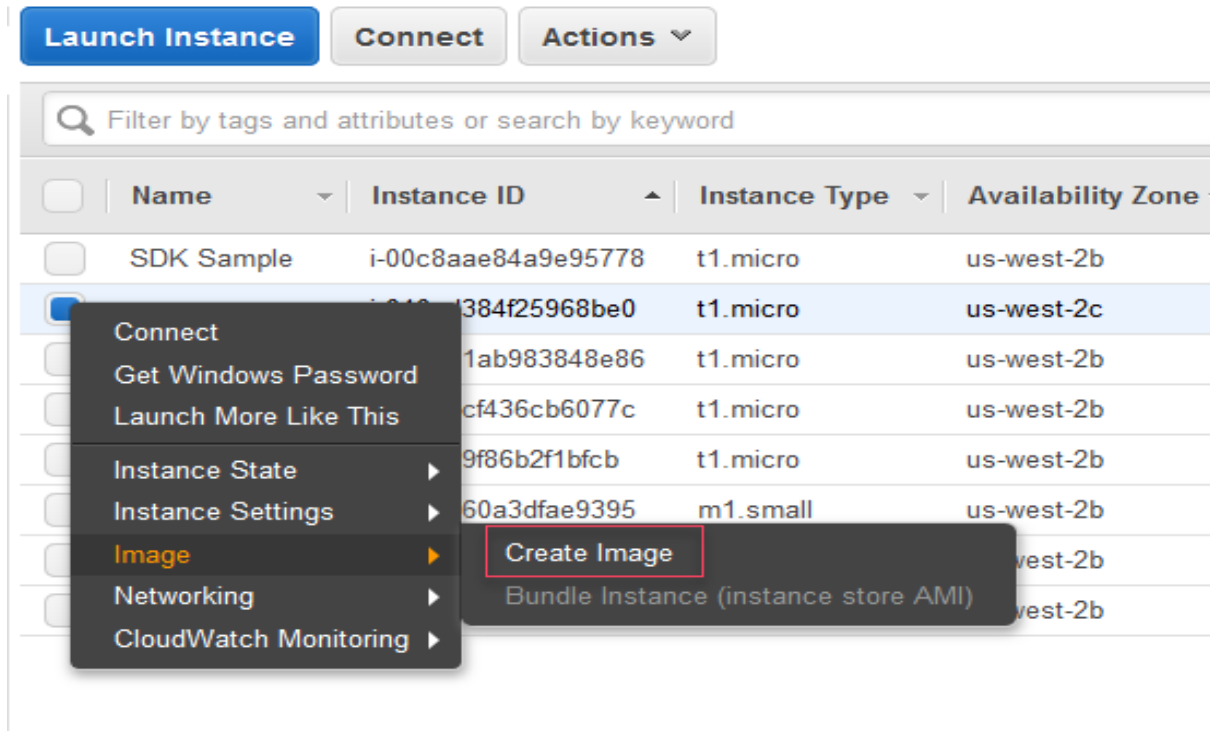 Launch Instance Connect Actions
Filter by tags and attributes or search by keyword
Name Instance ID Instance Type Availability Zone
SDK Sample i-00c8aae84a9e95778 t1.micro us-west-2b
384f25968be0 t1.micro us-west-2c
Connect
1ab983848e86 t1.micro us-west-2b
Get Windows Password
Launch More Like This
cf436cb6077c t1.micro us-west-2b
Instance State
9f86b2f1bfcb t1.micro us-west-2b
Instance Settings
60a3dfae9395 m1.small us-west-2b
Image
Create Image
vest-2b
Networking
Bundle Instance (instance store AMI)
vest-2b
CloudWatch Monitoring